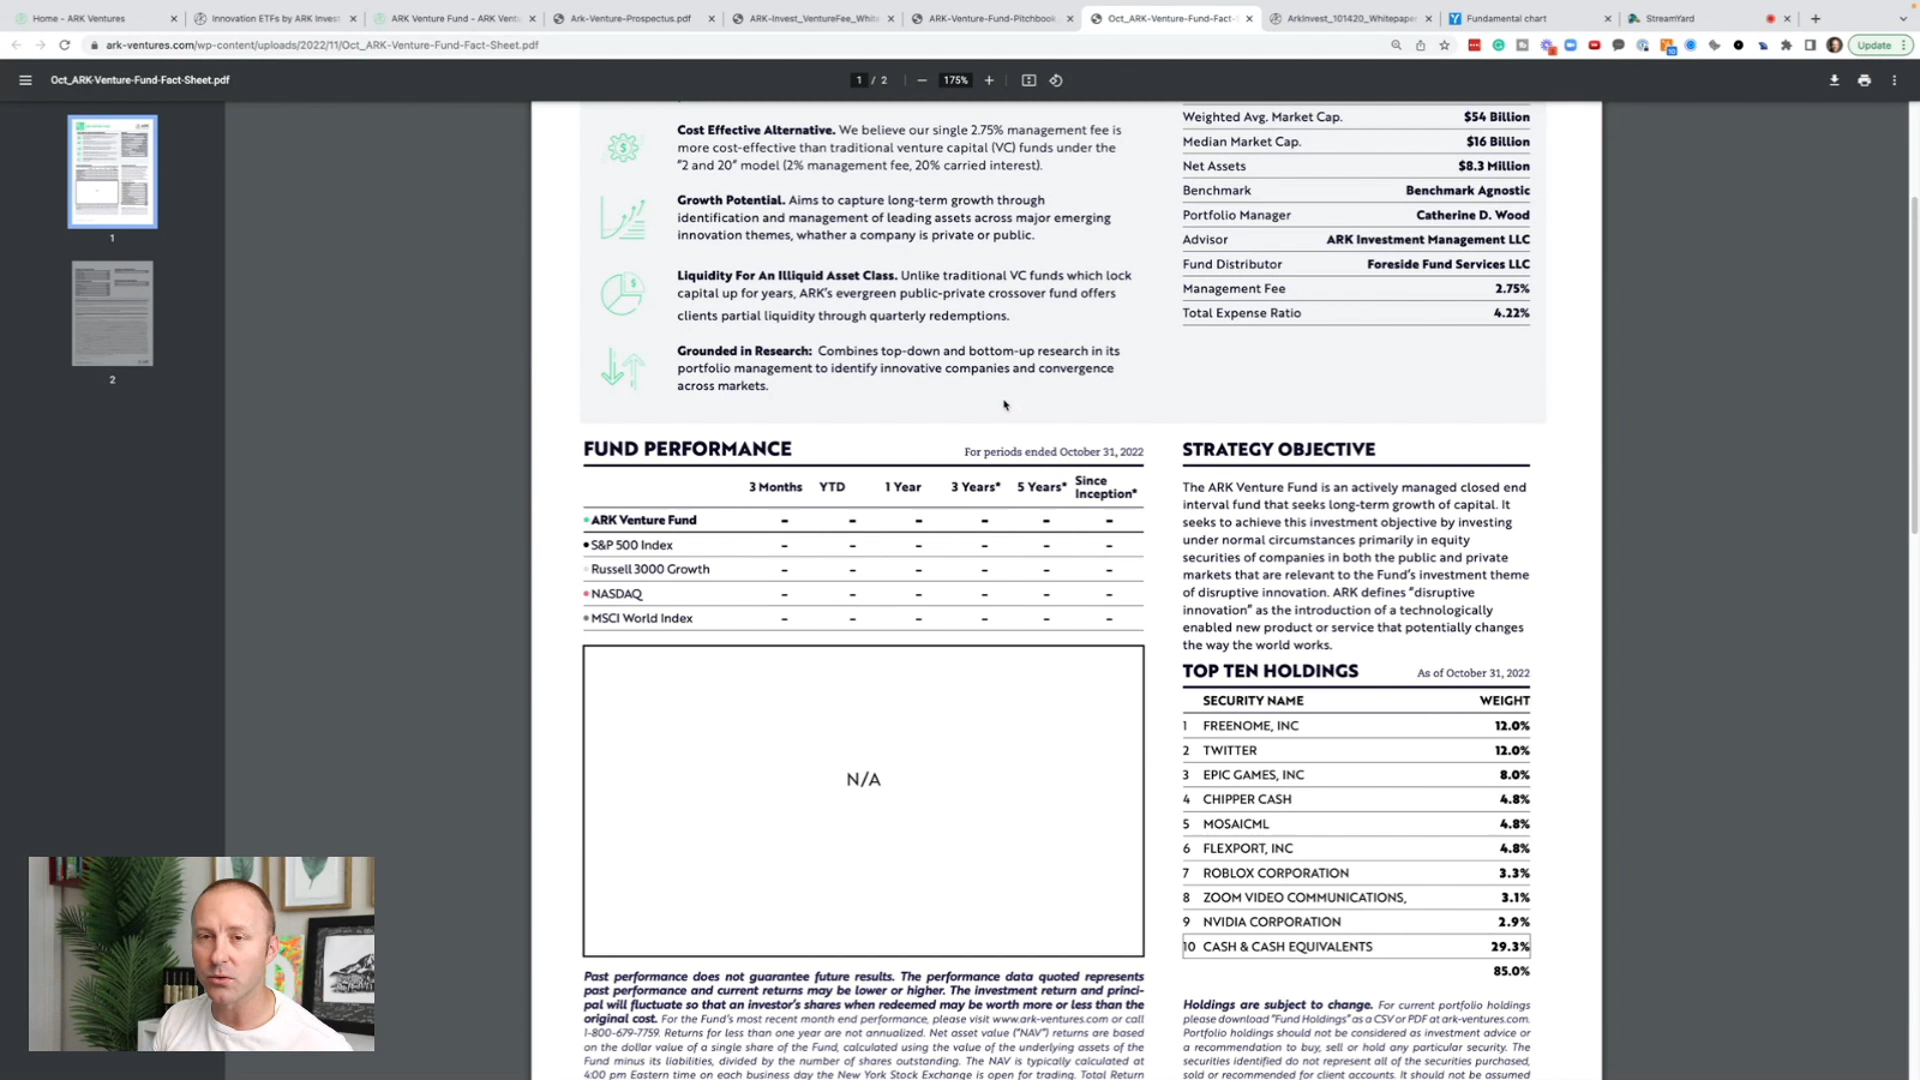 Home – ARK Ventures
Innovation ETFs by ARK Invest
ARK Venture Fund – ARK Vent
Ark-Venture-Prospectus.pdf
ARK-Invest_VentureFee_White
ARK-Venture-Fund-Pitchbook
Oct_ARK-Venture-Fund-Fact-S
ArkInvest_101420_Whitepape
Fundamental chart
StreamYard
ark-ventures.com/wp-content/uploads/2022/11/Oct_ARK-Venture-Fund-Fact-Sheet.pdf
Update
Oct_ARK-Venture-Fund-Fact-Sheet.pdf
1 / 2
175%
1
2
Cost Effective Alternative. We believe our single 2.75% management fee is
more cost-effective than traditional venture capital (VC) funds under the
"2 and 20" model (2% management fee, 20% carried interest).
Growth Potential. Aims to capture long-term growth through
identification and management of leading assets across major emerging
innovation themes, whather a company is private or public.
Liquidity For An Illiquid Asset Class. Unlike traditional VC funds which lock
capital up for years, ARK's evergreen public-private crossover fund offers
clients partial liquidity through quarterly redemptions.
Grounded in Research: Combines top-down and bottom-up research in its
portfolio management to identify innovative companies and convergence
across markets.
Weighted Avg. Market Cap. $54 Billion
Median Market Cap. $16 Billion
Net Assets $8.3 Million
Benchmark Benchmark Agnostic
Portfolio Manager Catherine D. Wood
Advisor ARK Investment Management LLC
Fund Distributor Foreside Fund Services LLC
Management Fee 2.75%
Total Expense Ratio 4.22%
FUND PERFORMANCE For periods ended October 31, 2022
3 Months YTD 1 Year 3 Years* 5 Years* Since Inception*
ARK Venture Fund – – – – – –
S&P 500 Index – – – – – –
Russell 3000 Growth – – – – – –
NASDAQ – – – – – –
MSCI World Index – – – – – –
N/A
Past performance does not guarantee future results. The performance data quoted represents
past performance and current returns may be lower or higher. The investment return and princi-
pal will fluctuate so that an investor's shares when redeemed may be worth more or less than the
original cost. For the Fund's most recent month end performance, please visit www.ark-ventures.com or call
1-800-679-7759. Returns for less than one year are not annualized. Net asset value ("NAV") returns are based
on the dollar value of a single share of the Fund, calculated using the value of the underlying assets of the
Fund minus its liabilities, divided by the number of shares outstanding. The NAV is typically calculated at
4:00 pm Eastern time on each business day the New York Stock Exchange is open for trading. Total Return
STRATEGY OBJECTIVE
The ARK Venture Fund is an actively managed closed end
interval fund that seeks long-term growth of capital. It
seeks to achieve this investment objective by investing
under normal circumstances primarily in equity
securities of companies in both the public and private
markets that are relevant to the Fund's investment theme
of disruptive innovation. ARK defines "disruptive
innovation" as the introduction of a technologically
enabled new product or service that potentially changes
the way the world works.
TOP TEN HOLDINGS As of October 31, 2022
SECURITY NAME WEIGHT
1 FREENOME, INC 12.0%
2 TWITTER 12.0%
3 EPIC GAMES, INC 8.0%
4 CHIPPER CASH 4.8%
5 MOSAICML 4.8%
6 FLEXPORT, INC 4.8%
7 ROBLOX CORPORATION 3.3%
8 ZOOM VIDEO COMMUNICATIONS, 3.1%
9 NVIDIA CORPORATION 2.9%
10 CASH & CASH EQUIVALENTS 29.3%
85.0%
Holdings are subject to change. For current portfolio holdings
please download "Fund Holdings" as a CSV or PDF at ark-ventures.com.
Portfolio holdings should not be considered as investment advice or
a recommendation to buy, sell or hold any particular security. The
securities identified do not represent all of the securities purchased,
sold or recommended for client accounts. It should not be assumed